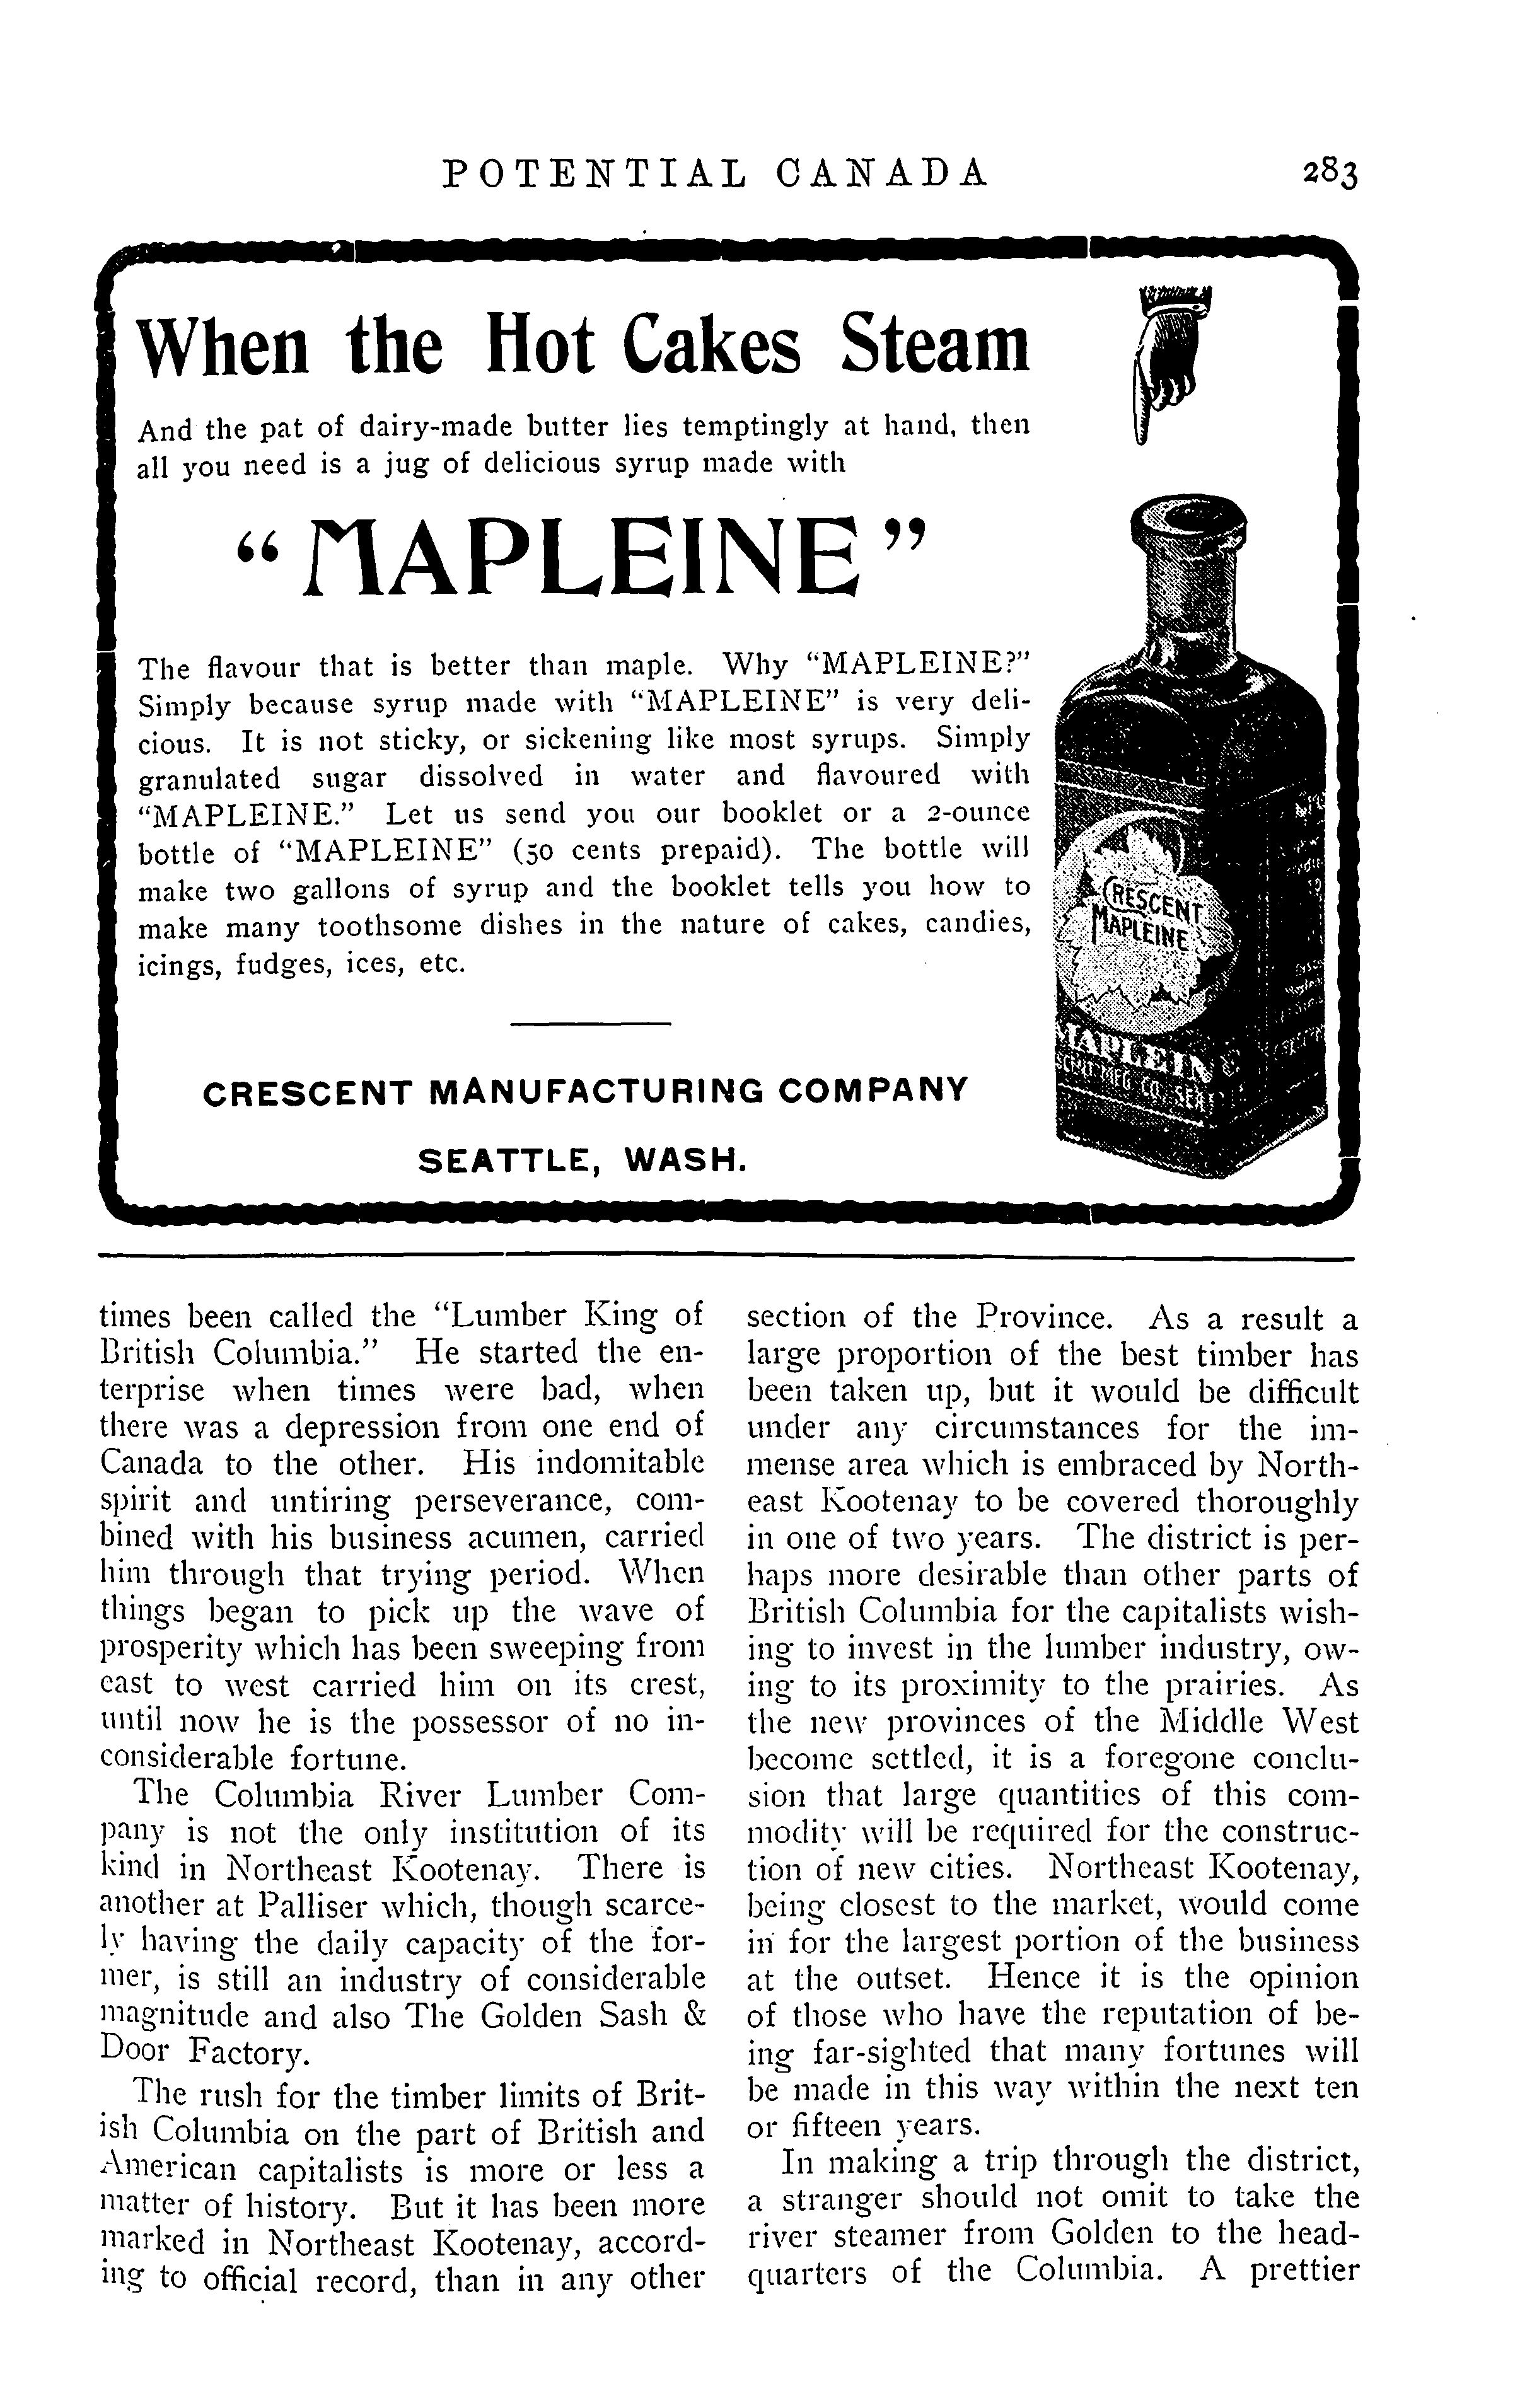 POTENTIAL CANADA 283
When the Hot Cakes Steam
And the pat of dairy-made butter lies temptingly at hand, then
all you need is a jug of delicious syrup made with
“MAPLEINE”
The flavour that is better than maple. Why “MAPLEINE?”
Simply because syrup made with “MAPLEINE” is very deli-
cious. It is not sticky, or sickening like most syrups. Simply
granulated sugar dissolved in water and flavoured with
“MAPLEINE.” Let us send you our booklet or a 2-ounce
bottle of “MAPLEINE” (50 cents prepaid). The bottle will
make two gallons of syrup and the booklet tells you how to
make many toothsome dishes in the nature of cakes, candies,
icings, fudges, ices, etc.
CRESCENT MANUFACTURING COMPANY
SEATTLE, WASH.
CRESCENT
MAPLEINE
MAPLEINE
MFG. CO. SEA
times been called the “Lumber King of
British Columbia.” He started the en-
terprise when times were bad, when
there was a depression from one end of
Canada to the other. His indomitable
spirit and untiring perseverance, com-
bined with his business acumen, carried
him through that trying period. When
things began to pick up the wave of
prosperity which has been sweeping from
east to west carried him on its crest,
until now he is the possessor of no in-
considerable fortune.
The Columbia River Lumber Com-
pany is not the only institution of its
kind in Northeast Kootenay. There is
another at Palliser which, though scarce-
ly having the daily capacity of the for-
mer, is still an industry of considerable
magnitude and also The Golden Sash &
Door Factory.
The rush for the timber limits of Brit-
ish Columbia on the part of British and
American capitalists is more or less a
matter of history. But it has been more
marked in Northeast Kootenay, accord-
ing to official record, than in any other
section of the Province. As a result a
large proportion of the best timber has
been taken up, but it would be difficult
under any circumstances for the im-
mense area which is embraced by North-
east Kootenay to be covered thoroughly
in one of two years. The district is per-
haps more desirable than other parts of
British Columbia for the capitalists wish-
ing to invest in the lumber industry, ow-
ing to its proximity to the prairies. As
the new provinces of the Middle West
become settled, it is a foregone conclu-
sion that large quantities of this com-
modity will be required for the construc-
tion of new cities. Northeast Kootenay,
being closest to the market, would come
in for the largest portion of the business
at the outset. Hence it is the opinion
of those who have the reputation of be-
ing far-sighted that many fortunes will
be made in this way within the next ten
or fifteen years.
In making a trip through the district,
a stranger should not omit to take the
river steamer from Golden to the head-
quarters of the Columbia. A prettier